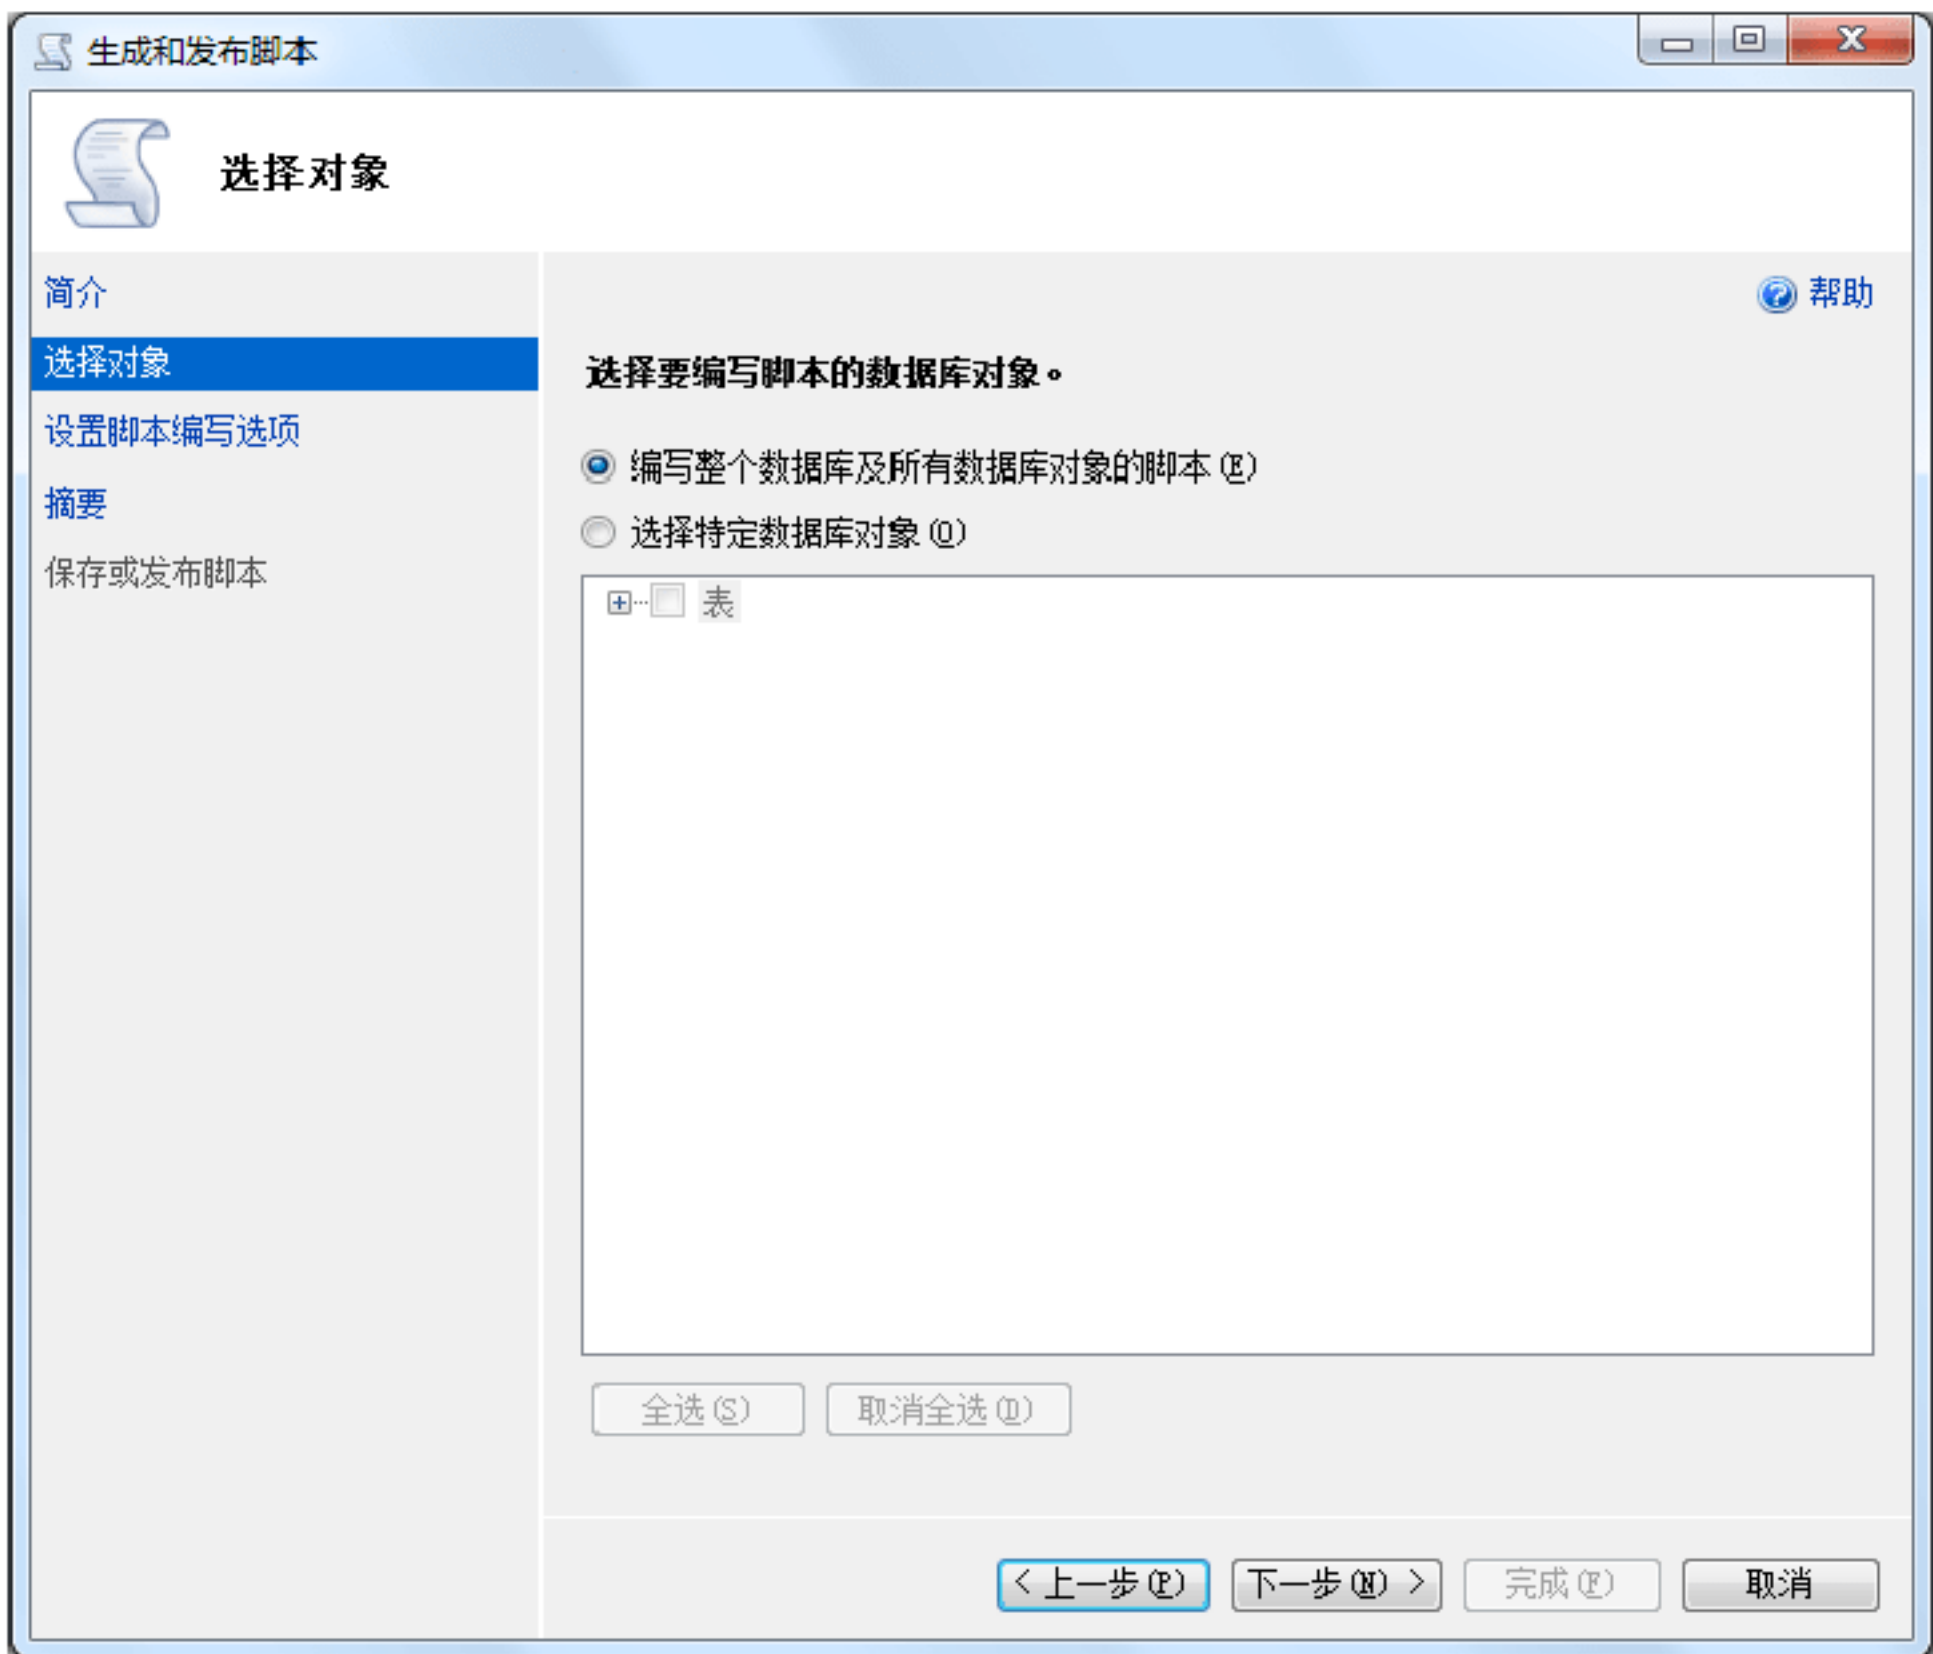 生成和发布脚本
选择对象
简介
选择对象
设置脚本编写选项
摘要
保存或发布脚本
帮助
选择要编写脚本的数据库对象。
编写整个数据库及所有数据库对象的脚本(E)
选择特定数据库对象(O)
表
全选(S) 取消全选(D)
< 上一步(P) 下一步(N) > 完成(F) 取消